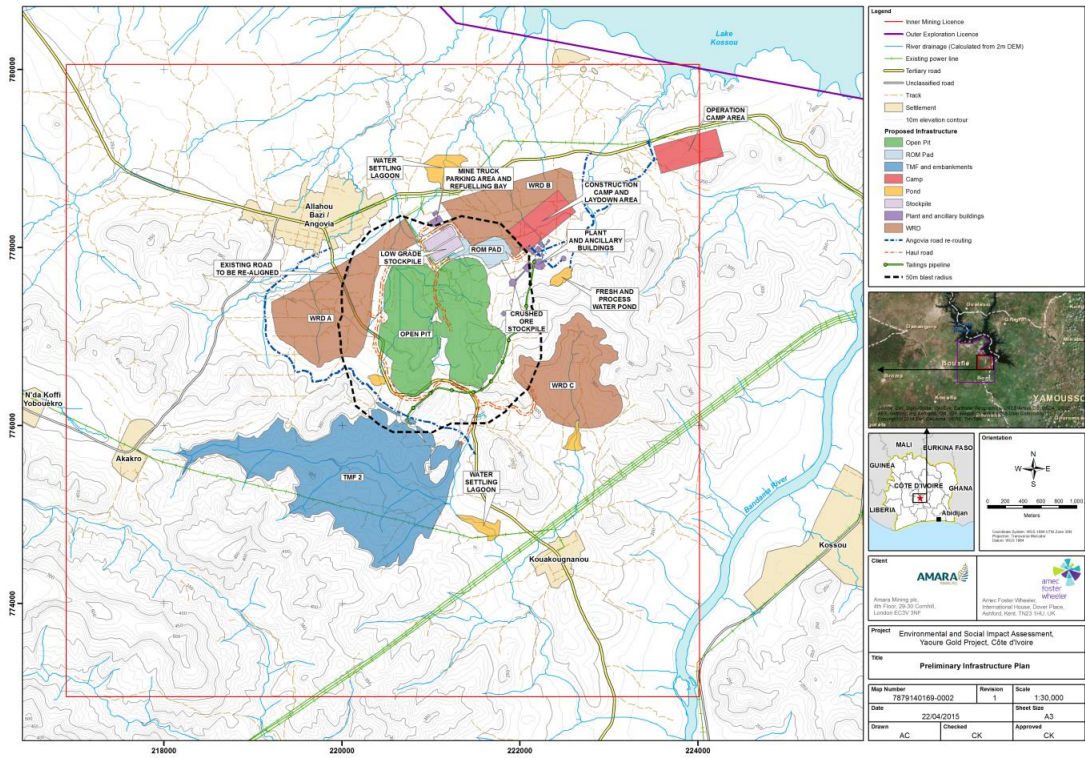 Lake
Kossou
780000
778000
776000
774000
218000
220000
222000
224000
OPERATION
CAMP AREA
WATER
SETTLING
LAGOON
MINE TRUCK
PARKING AREA AND
REFUELLING BAY
WRD B
CONSTRUCTION
CAMP AND
LAYDOWN AREA
Allahou
Bazi /
Angovia
LOW GRADE
STOCKPILE
ROM PAD
PLANT
AND ANCILLARY
BUILDINGS
EXISTING ROAD
TO BE RE-ALIGNED
FRESH AND
PROCESS
WATER POND
WRD A
OPEN PIT
CRUSHED
ORE
STOCKPILE
WRD C
N'da Koffi
Yobouekro
Akakro
TMF 2
WATER
SETTLING
LAGOON
Bandama River
Kouakougnanou
Kossou
Legend
Inner Mining Licence
Outer Exploration Licence
River drainage (Calculated from 2m DEM)
Existing power line
Tertiary road
Unclassified road
Track
Settlement
10m elevation contour
Proposed Infrastructure
Open Pit
ROM Pad
TMF and embankments
Camp
Pond
Stockpile
Plant and ancillary buildings
WRD
Angovia road re-routing
Haul road
Tailings pipeline
50m blast radius
Bouafle
YAMOUSSO
MALI
BURKINA FASO
GUINEA
CÔTE D'IVOIRE
GHANA
LIBERIA
Abidjan
Orientation
N
W
E
S
0 200 400 600 800 1,000
Meters
Client
AMARA
Amara Mining plc,
4th Floor, 29-30 Cornhill,
London EC3V 3NF
amec
foster
wheeler
Amec Foster Wheeler,
International House, Dover Place,
Ashford, Kent, TN23 1HU, UK
Project
Environmental and Social Impact Assessment,
Yaoure Gold Project, Côte d'Ivoire
Title
Preliminary Infrastructure Plan
Map Number
7879140169-0002
Revision
1
Scale
1:30,000
Date
22/04/2015
Sheet Size
A3
Drawn
AC
Checked
CK
Approved
CK